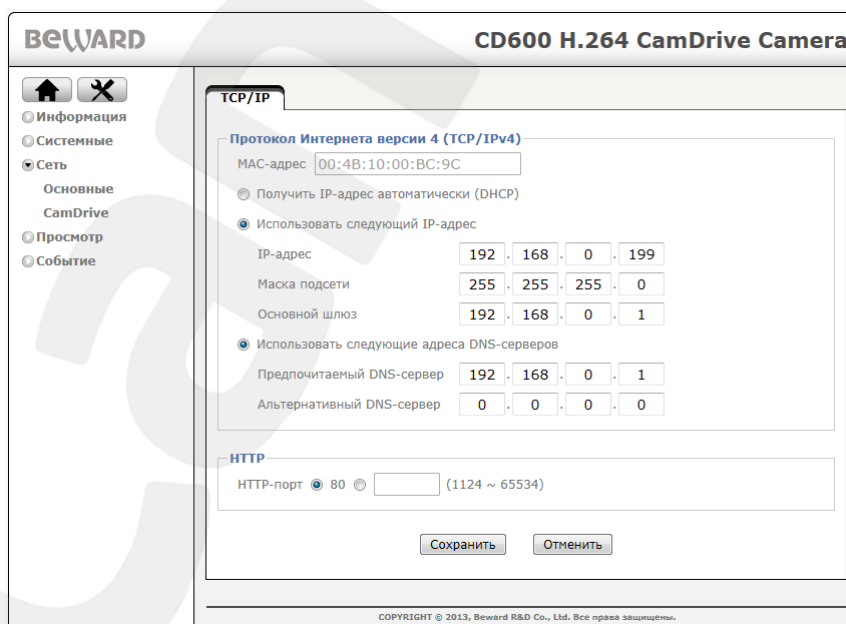 BEWARD
CD600 H.264 CamDrive Camera
Информация
Системные
Сеть
Основные
CamDrive
Просмотр
Событие
TCP/IP
Протокол Интернета версии 4 (TCP/IPv4)
MAC-адрес 00:4B:10:00:BC:9C
Получить IP-адрес автоматически (DHCP)
Использовать следующий IP-адрес
IP-адрес 192 . 168 . 0 . 199
Маска подсети 255 . 255 . 255 . 0
Основной шлюз 192 . 168 . 0 . 1
Использовать следующие адреса DNS-серверов
Предпочитаемый DNS-сервер 192 . 168 . 0 . 1
Альтернативный DNS-сервер 0 . 0 . 0 . 0
HTTP
HTTP-порт 80 (1124 ~ 65534)
Сохранить Отменить
COPYRIGHT © 2013, Beward R&D Co., Ltd. Все права защищены.